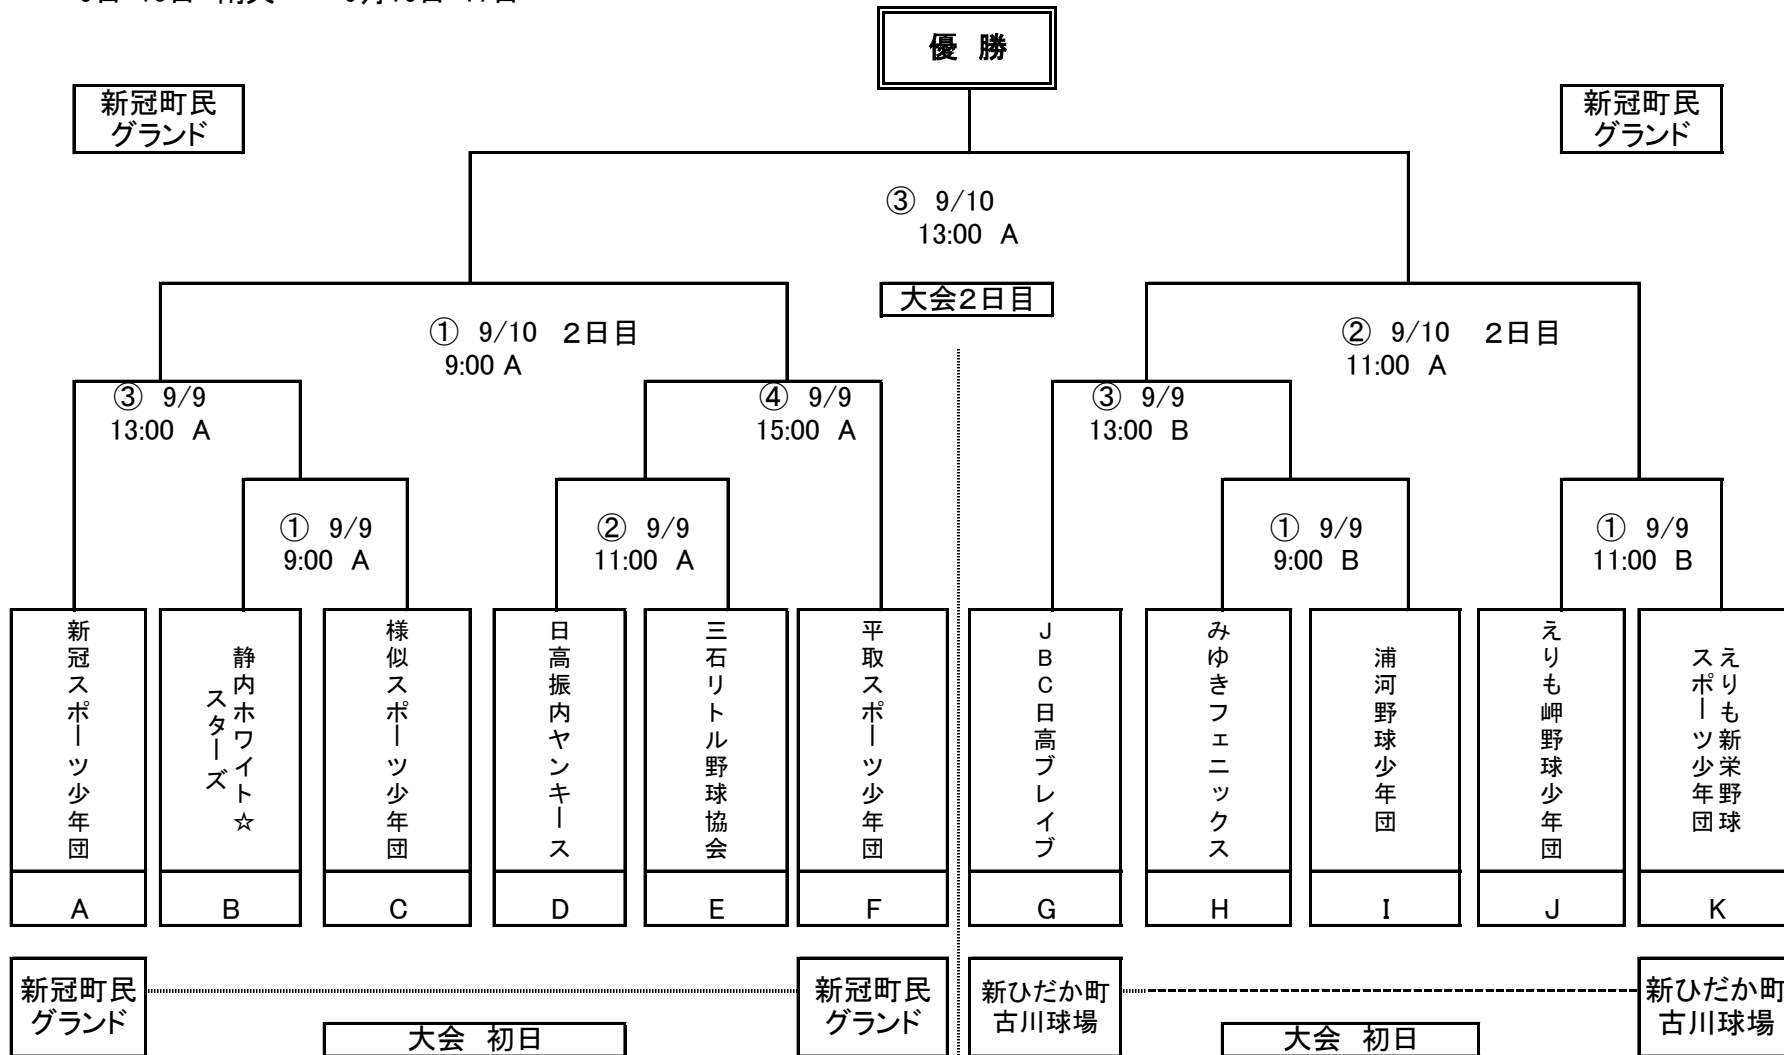 優 勝
新冠町民
グランド
新冠町民
グランド
③ 9/10
13:00 A
大会2日目
① 9/10 2日目
9:00 A
② 9/10 2日目
11:00 A
③ 9/9
13:00 A
④ 9/9
15:00 A
③ 9/9
13:00 B
① 9/9
9:00 A
② 9/9
11:00 A
① 9/9
9:00 B
① 9/9
11:00 B
新冠スポーツ少年団
静内ホワイト☆
スターズ
様似スポーツ少年団
日高振内ヤンキース
三石リトル野球協会
平取スポーツ少年団
JBC日高ブレイブ
みゆきフェニックス
浦河野球少年団
えりも岬野球少年団
えりも新栄野球
スポーツ少年団
A B C D E F G H I J K
新冠町民
グランド
新冠町民
グランド
新ひだか町
古川球場
新ひだか町
古川球場
大会 初日
大会 初日